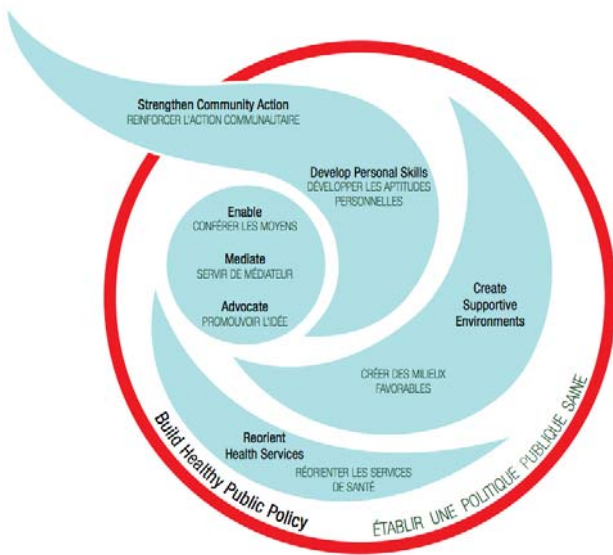 Strengthen Community Action
RENFORCER L'ACTION COMMUNAUTAIRE
Develop Personal Skills
DÉVELOPPER LES APTITUDES
PERSONNELLES
Enable
CONFÉRER LES MOYENS
Mediate
SERVIR DE MÉDIATEUR
Advocate
PROMOUVOIR L'IDÉE
Create
Supportive
Environments
CRÉER DES MILIEUX
FAVORABLES
Reorient
Health Services
RÉORIENTER LES SERVICES
DE SANTÉ
Build Healthy Public Policy
ÉTABLIR UNE POLITIQUE PUBLIQUE SAINE